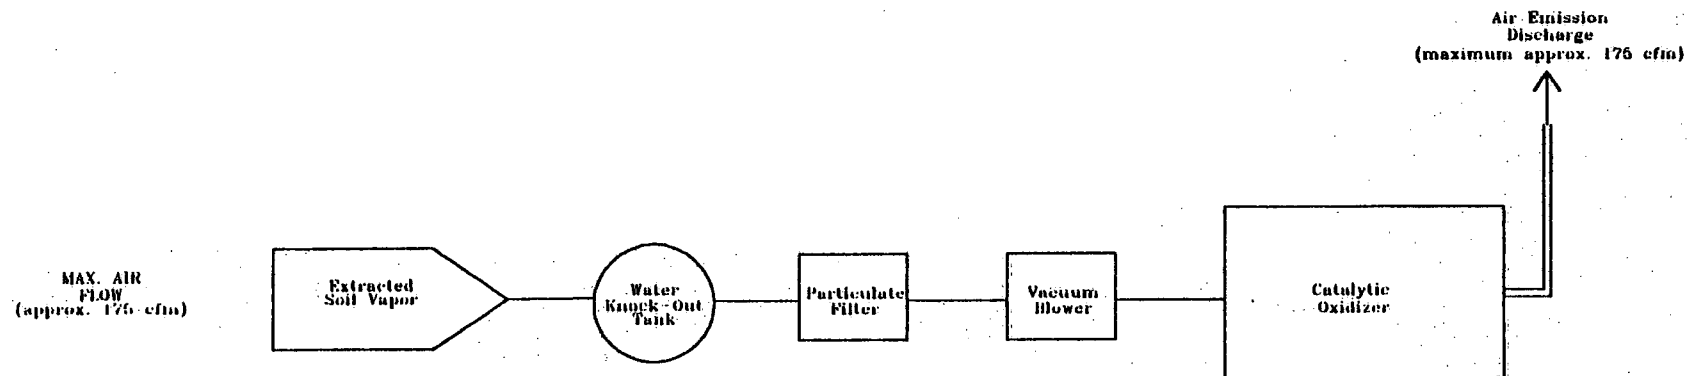 Air Emission
Discharge
(maximum approx. 175 cfm)
MAX. AIR
FLOW
(approx. 175 cfm)
Extracted
Soil Vapor
Water
Knock-Out
Tank
Particulate
Filter
Vacuum
Blower
Catalytic
Oxidizer